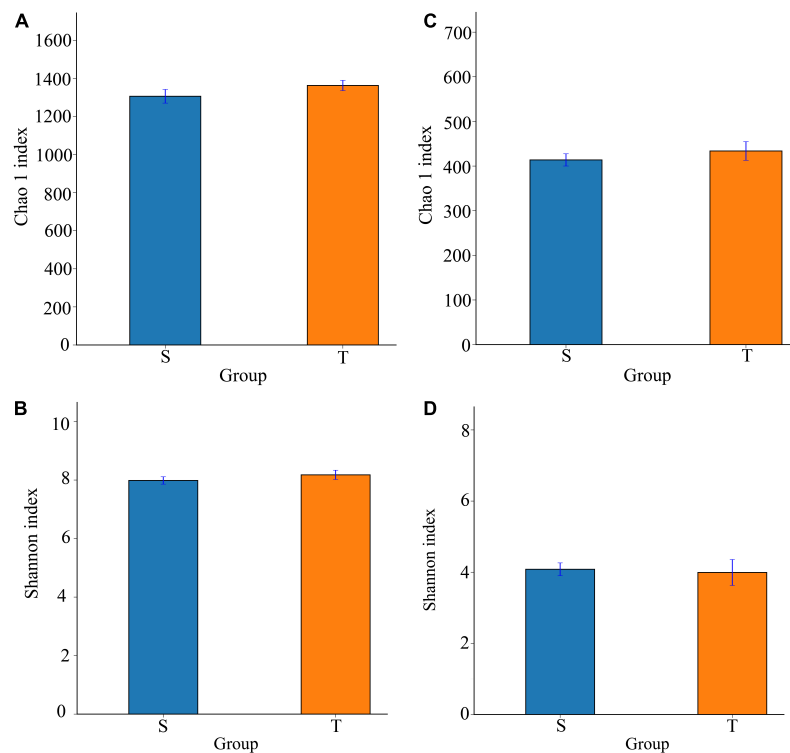 A
Chao 1 index
1600
1400
1200
1000
800
600
400
200
0
S T
Group
C
Chao 1 index
700
600
500
400
300
200
100
0
S T
Group
B
Shannon index
10
8
6
4
2
0
S T
Group
D
Shannon index
8
6
4
2
0
S T
Group